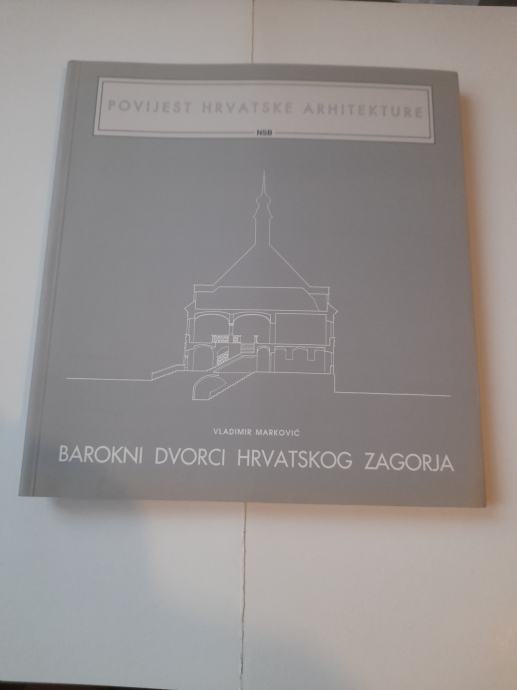 POVIJEST HRVATSKE ARHITEKTURE
NSB
VLADIMIR MARKOVIĆ
BAROKNI DVORCI HRVATSKOG ZAGORJA